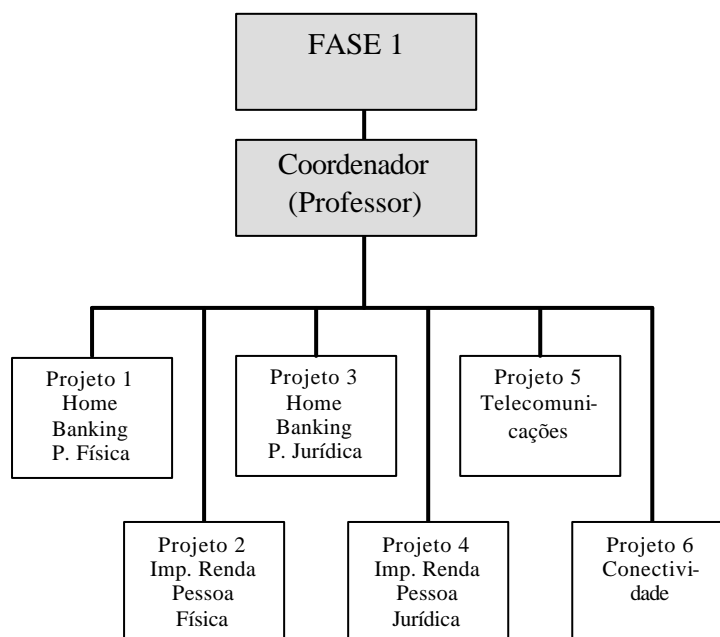 FASE 1
Coordenador
(Professor)
Projeto 1
Home
Banking
P. Física
Projeto 3
Home
Banking
P. Jurídica
Projeto 5
Telecomuni-
cações
Projeto 2
Imp. Renda
Pessoa
Física
Projeto 4
Imp. Renda
Pessoa
Jurídica
Projeto 6
Conectivi-
dade